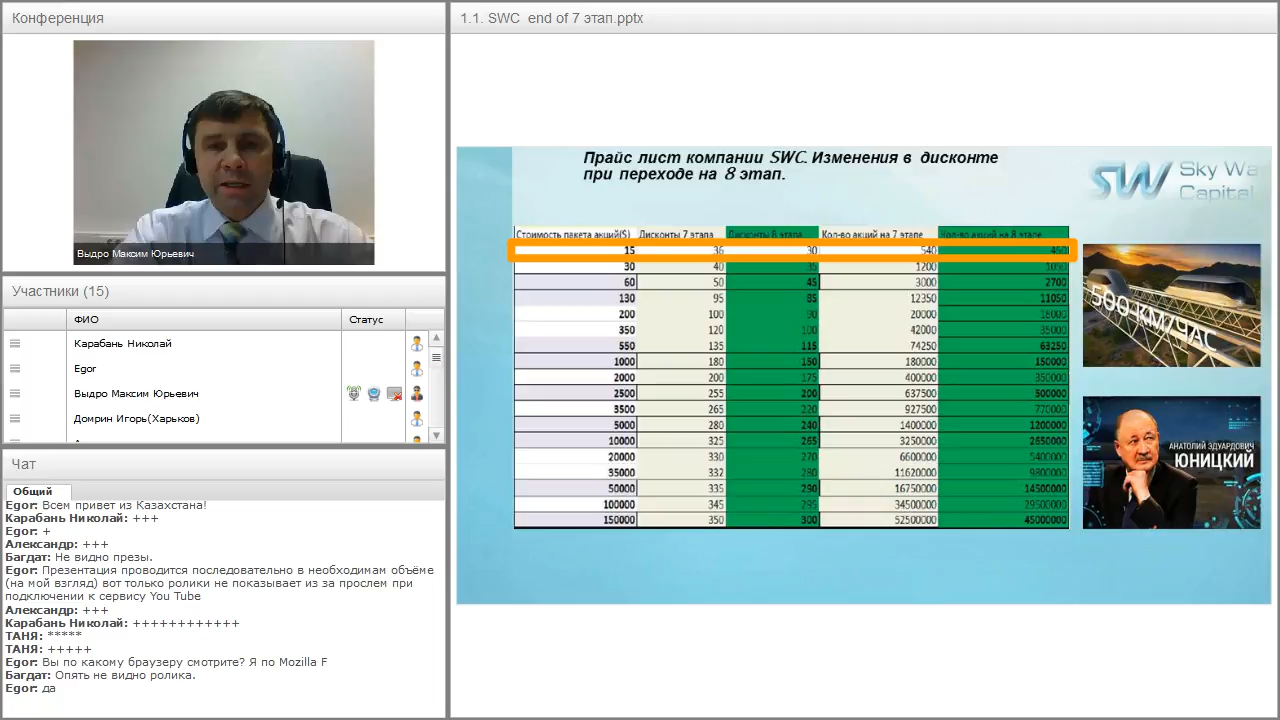 Конференция
Выдро Максим Юрьевич
Участники (15)
ФИО Статус
Карабань Николай
Egor
Выдро Максим Юрьевич
Домрин Игорь(Харьков)
Чат
Общий
Egor: Всем привет из Казахстана!
Карабань Николай: +++
Egor: +
Александр: +++
Багдат: Не видно презы.
Egor: Презентация проводится последовательно в необходимам объёме
(на мой взгляд) вот только ролики не показывает из за прослем при
подключении к сервису You Tube
Александр: +++
Карабань Николай: ++++++++++++
ТАНЯ: *****
ТАНЯ: +++++
Egor: Вы по какому браузеру смотрите? Я по Mozilla F
Багдат: Опять не видно ролика.
Egor: да
1.1. SWC end of 7 этап.pptx
Прайс лист компании SWC. Изменения в дисконте
при переходе на 8 этап.
SW Sky Wa
Capital
Стоимость пакета акций($) Дисконты 7 этапа Дисконты 8 этапа Кол-во акций на 7 этапе Кол-во акций на 8 этапе
15 36 30 540 450
30 40 35 1200 1050
60 50 45 3000 2700
130 95 85 12350 11050
200 100 90 20000 18000
350 120 100 42000 35000
550 135 115 74250 63250
1000 180 150 180000 150000
2000 200 175 400000 350000
2500 255 200 637500 500000
3500 265 220 927500 770000
5000 280 240 1400000 1200000
10000 325 265 3250000 2650000
20000 330 270 6600000 5400000
35000 332 280 11620000 9800000
50000 335 290 16750000 14500000
100000 345 295 34500000 29500000
150000 350 300 52500000 45000000
500 КМ/ЧАС
АНАТОЛИЙ ЭДУАРДОВИЧ
ЮНИЦКИЙ